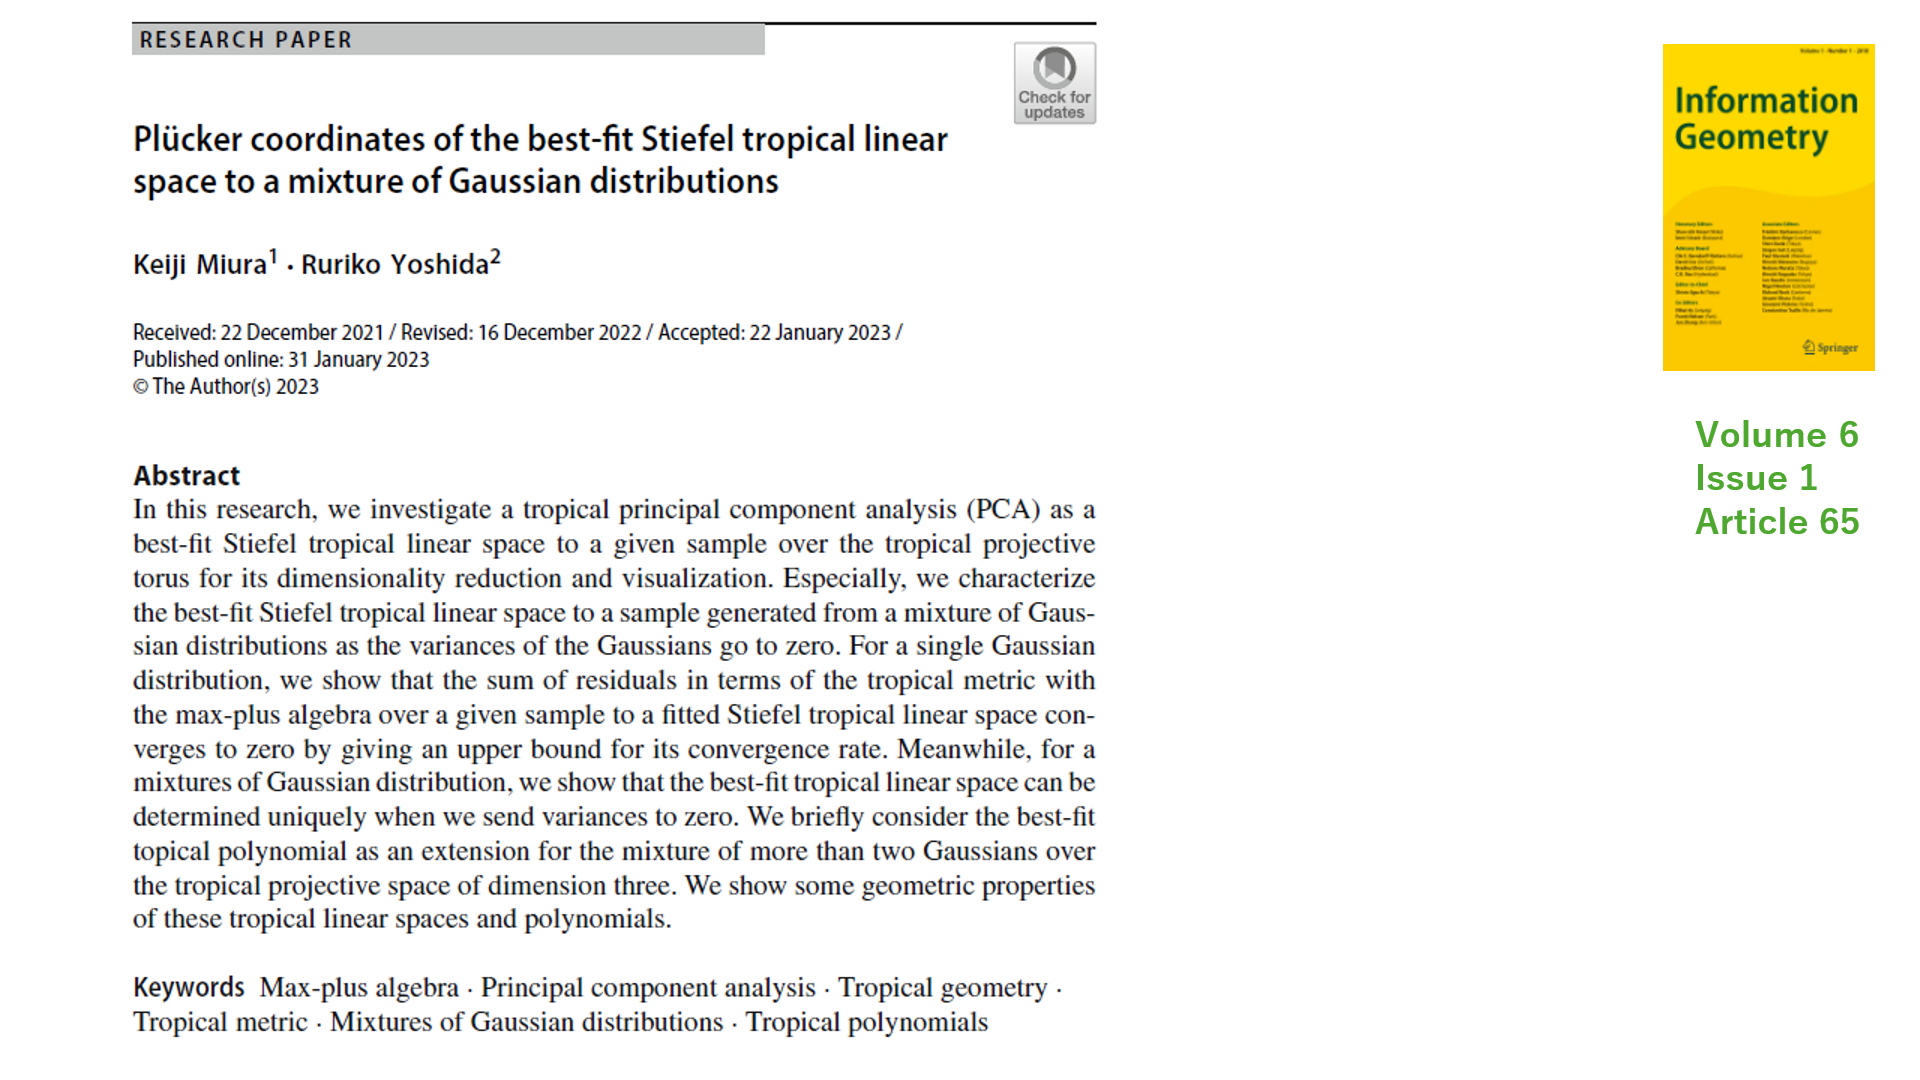 RESEARCH PAPER
Check for
updates
Plücker coordinates of the best-fit Stiefel tropical linear
space to a mixture of Gaussian distributions
Keiji Miura1 · Ruriko Yoshida2
Received: 22 December 2021 / Revised: 16 December 2022 / Accepted: 22 January 2023 /
Published online: 31 January 2023
© The Author(s) 2023
Abstract
In this research, we investigate a tropical principal component analysis (PCA) as a
best-fit Stiefel tropical linear space to a given sample over the tropical projective
torus for its dimensionality reduction and visualization. Especially, we characterize
the best-fit Stiefel tropical linear space to a sample generated from a mixture of Gaus-
sian distributions as the variances of the Gaussians go to zero. For a single Gaussian
distribution, we show that the sum of residuals in terms of the tropical metric with
the max-plus algebra over a given sample to a fitted Stiefel tropical linear space con-
verges to zero by giving an upper bound for its convergence rate. Meanwhile, for a
mixtures of Gaussian distribution, we show that the best-fit tropical linear space can be
determined uniquely when we send variances to zero. We briefly consider the best-fit
topical polynomial as an extension for the mixture of more than two Gaussians over
the tropical projective space of dimension three. We show some geometric properties
of these tropical linear spaces and polynomials.
Keywords Max-plus algebra · Principal component analysis · Tropical geometry ·
Tropical metric · Mixtures of Gaussian distributions · Tropical polynomials
Information
Geometry
Springer
Volume 6
Issue 1
Article 65